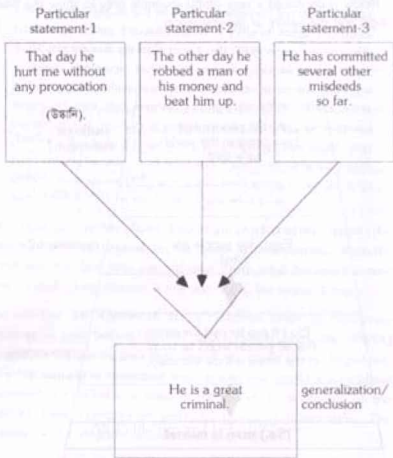 Particular
statement-1
Particular
statement-2
Particular
statement-3
That day he
hurt me without
any provocation
(উস্কানি).
The other day he
robbed a man of
his money and
beat him up.
He has committed
several other
misdeeds
so far.
He is a great
criminal.
generalization/
conclusion